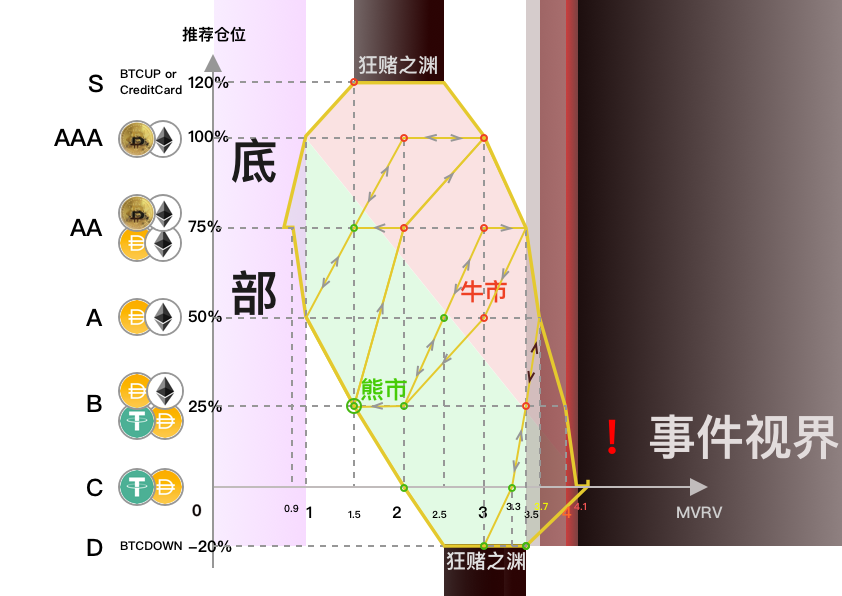 推荐仓位
狂赌之渊
S BTCUP or CreditCard 120%
AAA 100%
底
AA 75%
部
牛市
A 50%
熊市
B 25%
! 事件视界
C
0 0.9 1 1.5 2 2.5 3 3.3 3.5 3.7 4 4.1
MVRV
D BTCDOWN −20%
狂赌之渊